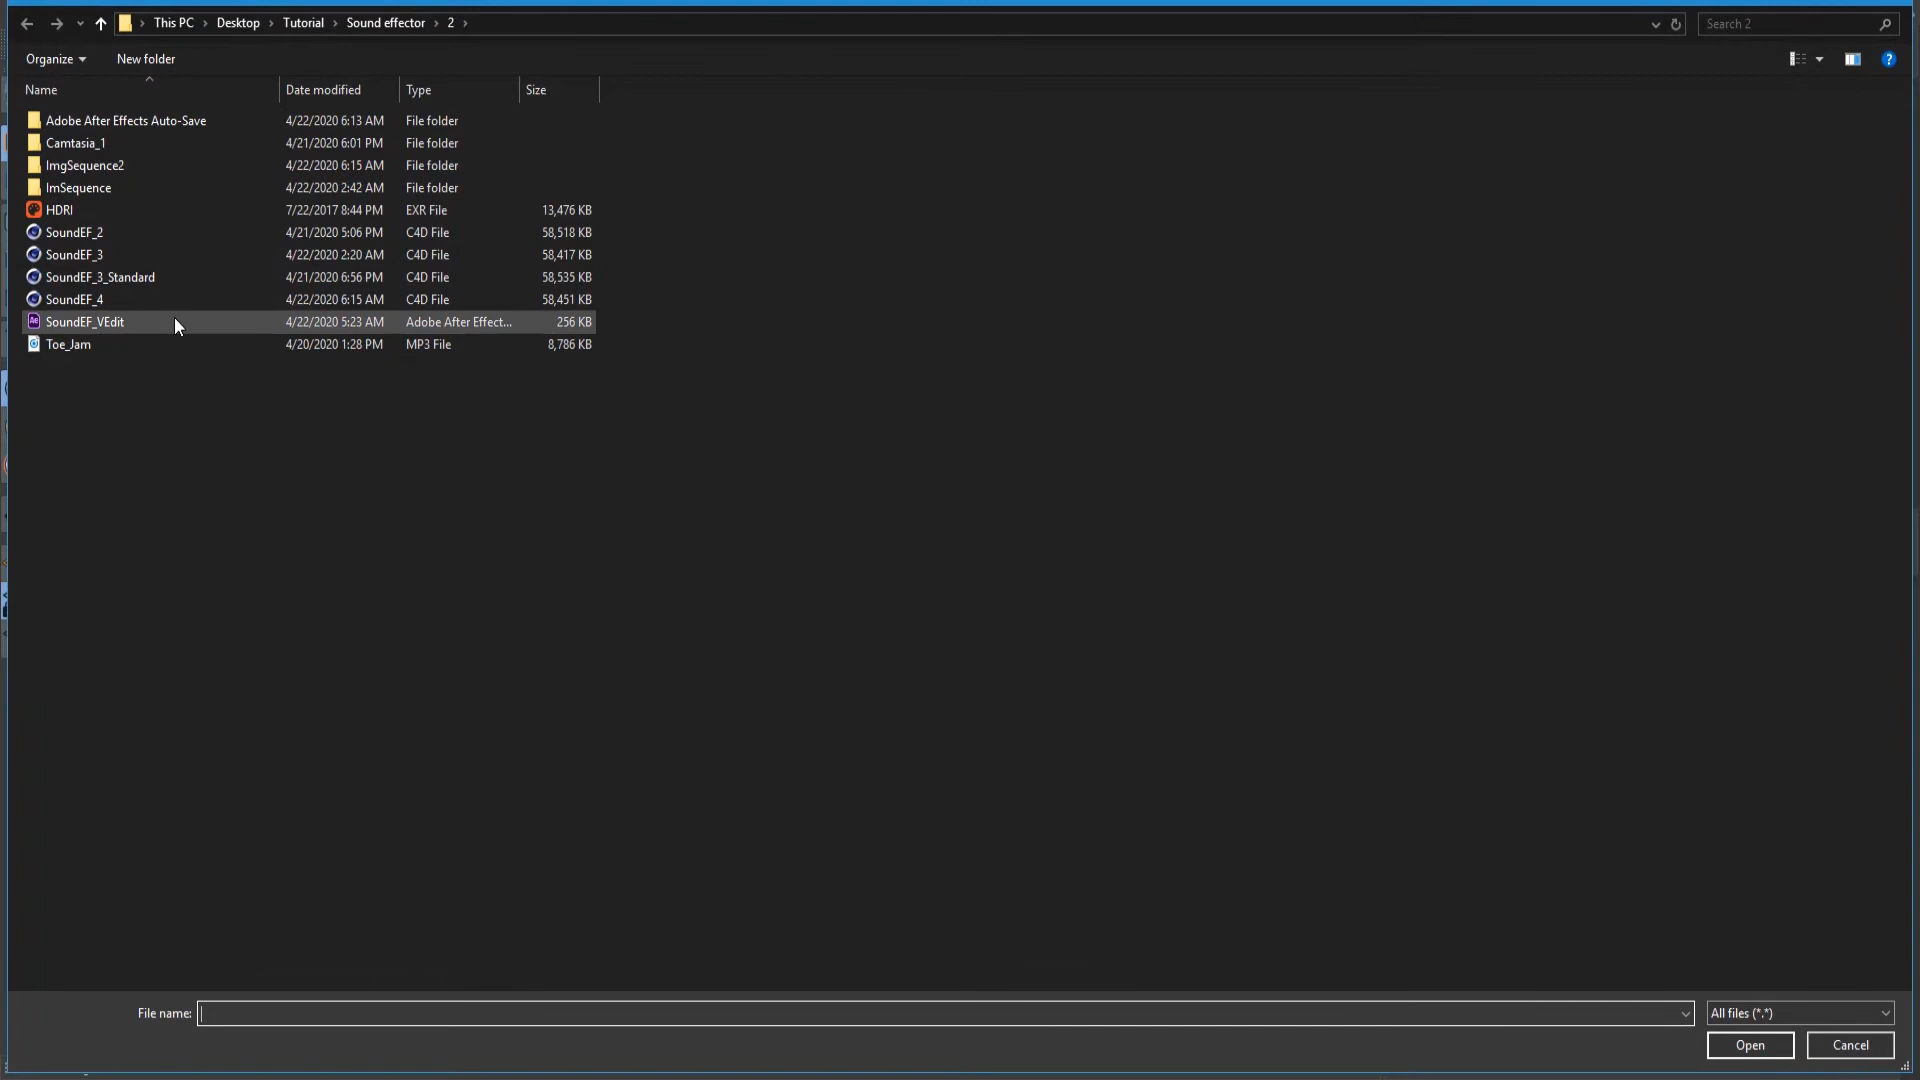 This PC > Desktop > Tutorial > Sound effector > 2 >
Search 2
Organize New folder
Name Date modified Type Size
Adobe After Effects Auto-Save 4/22/2020 6:13 AM File folder
Camtasia_1 4/21/2020 6:01 PM File folder
ImgSequence2 4/22/2020 6:15 AM File folder
ImSequence 4/22/2020 2:42 AM File folder
HDRI 7/22/2017 8:44 PM EXR File 13,476 KB
SoundEF_2 4/21/2020 5:06 PM C4D File 58,518 KB
SoundEF_3 4/22/2020 2:20 AM C4D File 58,417 KB
SoundEF_3_Standard 4/21/2020 6:56 PM C4D File 58,535 KB
SoundEF_4 4/22/2020 6:15 AM C4D File 58,451 KB
Ae SoundEF_VEdit 4/22/2020 5:23 AM Adobe After Effect... 256 KB
Toe_Jam 4/20/2020 1:28 PM MP3 File 8,786 KB
File name: All files (*.*)
Open Cancel